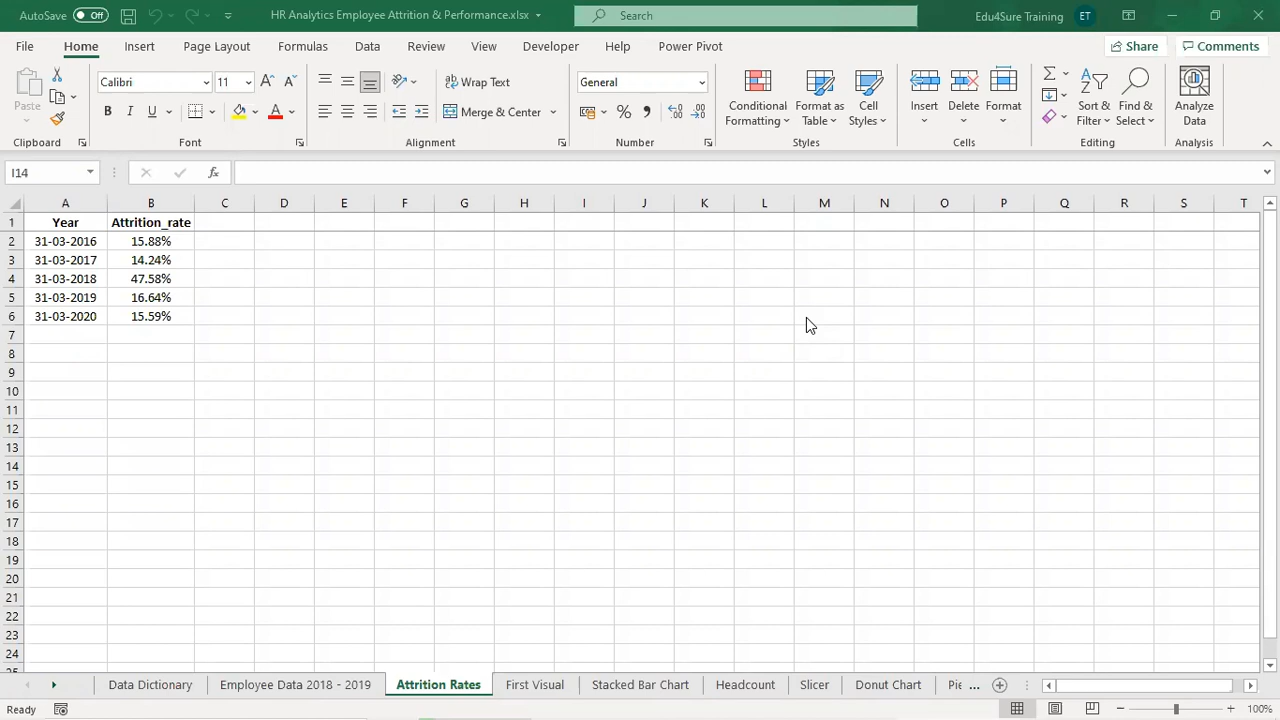 AutoSave Off HR Analytics Employee Attrition & Performance.xlsx Search Edu4Sure Training ET
File Home Insert Page Layout Formulas Data Review View Developer Help Power Pivot Share Comments
Paste Calibri 11 A A Wrap Text General Conditional Formatting Format as Table Cell Styles Insert Delete Format Sort & Filter Find & Select Analyze Data
B I U A Merge & Center %
Clipboard Font Alignment Number Styles Cells Editing Analysis
I14 fx
A B C D E F G H I J K L M N O P Q R S T
1 Year Attrition_rate
2 31-03-2016 15.88%
3 31-03-2017 14.24%
4 31-03-2018 47.58%
5 31-03-2019 16.64%
6 31-03-2020 15.59%
7
8
9
10
11
12
13
14
15
16
17
18
19
20
21
22
23
24
Data Dictionary Employee Data 2018 - 2019 Attrition Rates First Visual Stacked Bar Chart Headcount Slicer Donut Chart Pie ...
Ready 100%